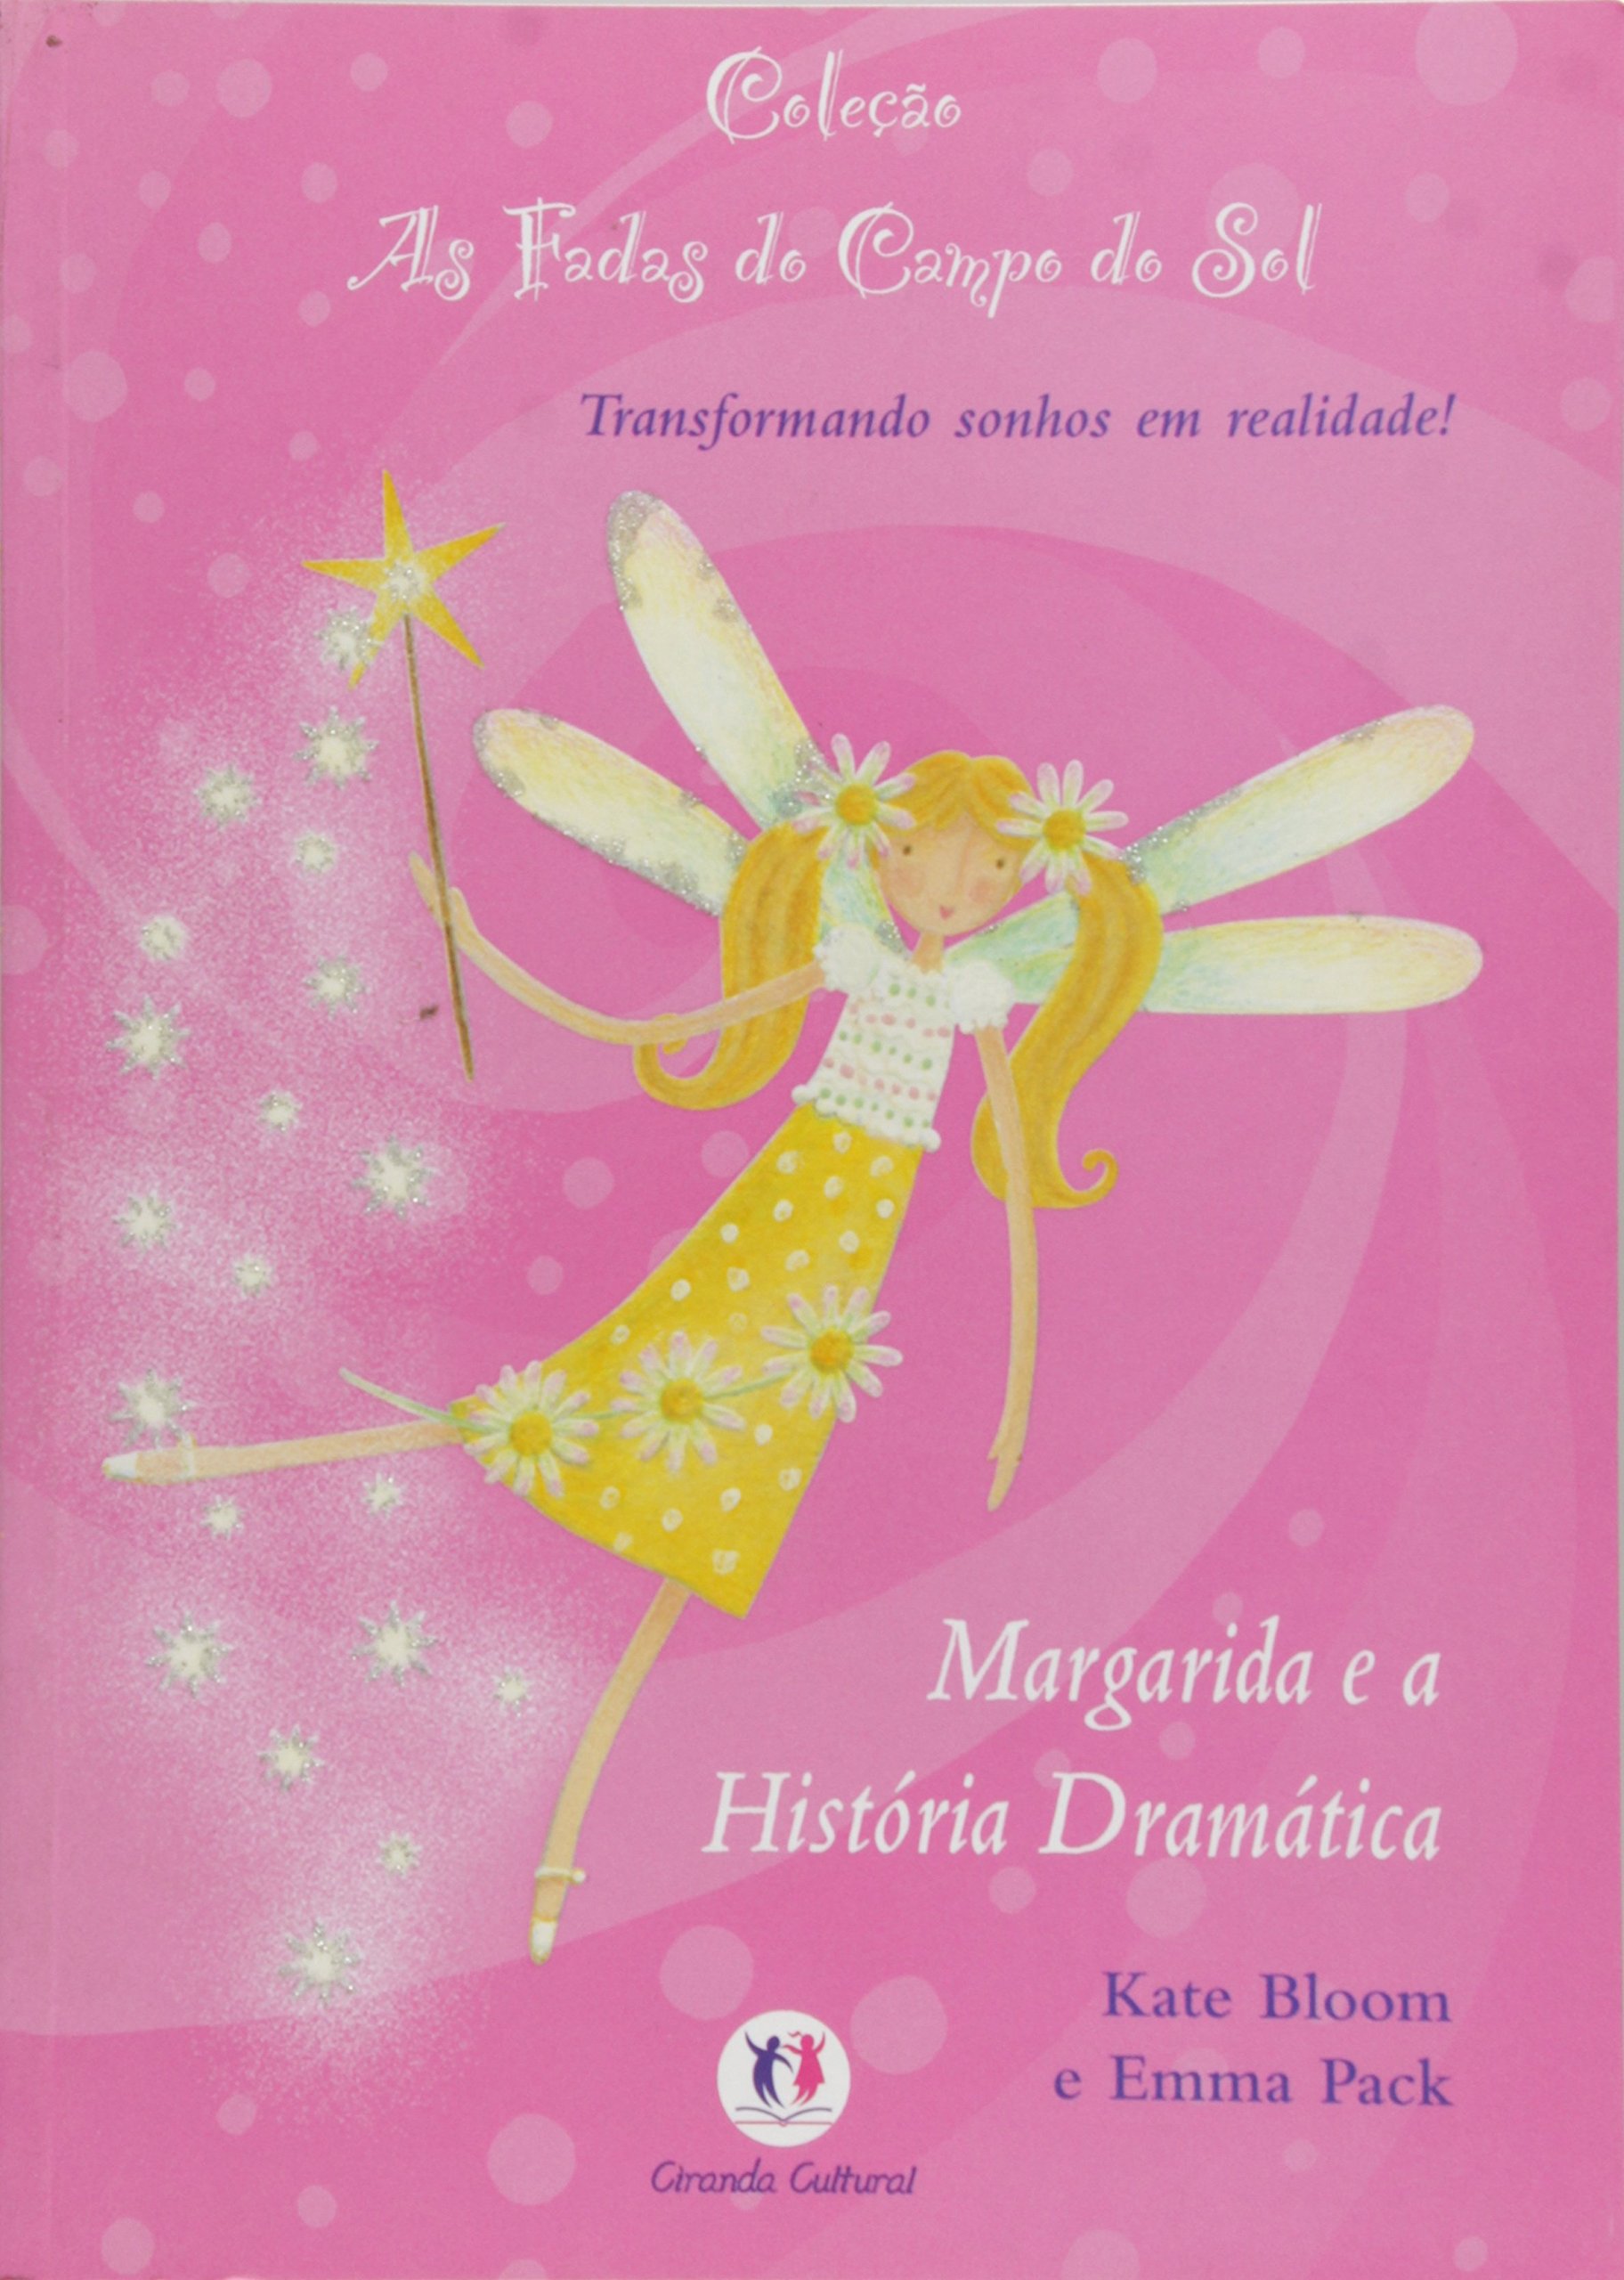 Coleção
As Fadas do Campo do Sol
Transformando sonhos em realidade!
Margarida e a
História Dramática
Kate Bloom
e Emma Pack
Ciranda Cultural